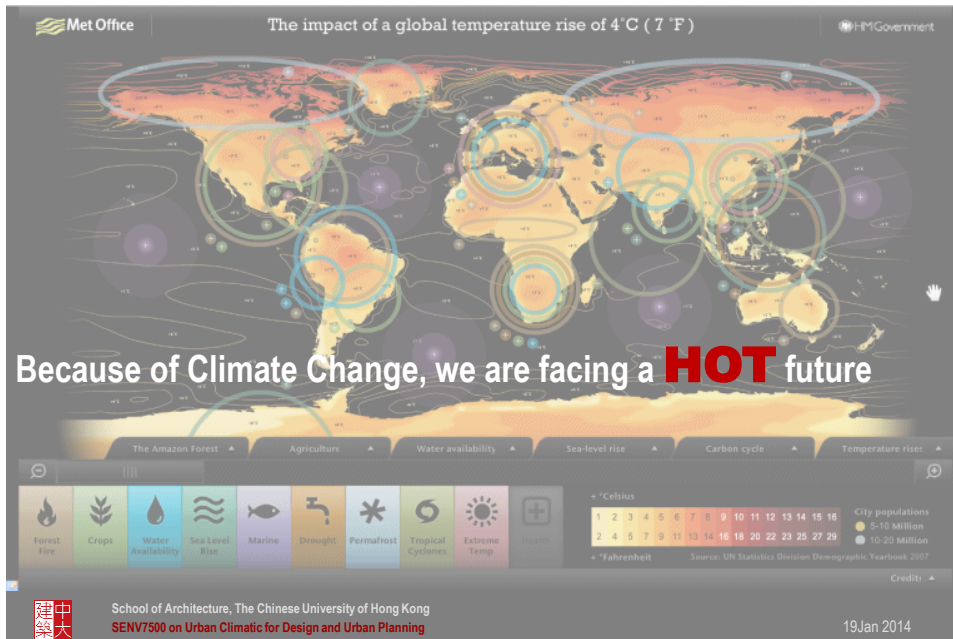 Met Office
The impact of a global temperature rise of 4°C ( 7 °F )
HM Government
Because of Climate Change, we are facing a HOT future
The Amazon Forest
Agriculture
Water availability
Sea-level rise
Carbon cycle
Temperature rises
Forest Fire
Crops
Water Availability
Sea Level Rise
Marine
Drought
Permafrost
Tropical Cyclones
Extreme Temp
Health
+ °Celsius
1 2 3 4 5 6 7 8 9 10 11 12 13 14 15 16
2 4 5 7 9 11 13 14 16 18 20 22 23 25 27 29
+ °Fahrenheit
Source: UN Statistics Division Demographic Yearbook 2007
City populations
5-10 Million
10-20 Million
Credits
建築
中大
School of Architecture, The Chinese University of Hong Kong
SENV7500 on Urban Climatic for Design and Urban Planning
19Jan 2014